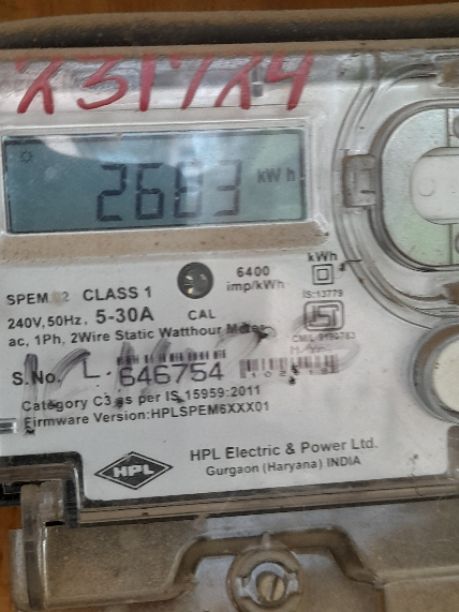 231724
2683 kWh
6400 imp/kWh
kWh
SPEM CLASS 1
IS:13779
240V, 50Hz, 5-30A CAL
ac, 1Ph, 2Wire Static Watthour Meter
S.No. 646754
Category C3 as per IS 15959:2011
Firmware Version:HPLSPEM6XXX01
HPL
HPL Electric & Power Ltd.
Gurgaon (Haryana) INDIA